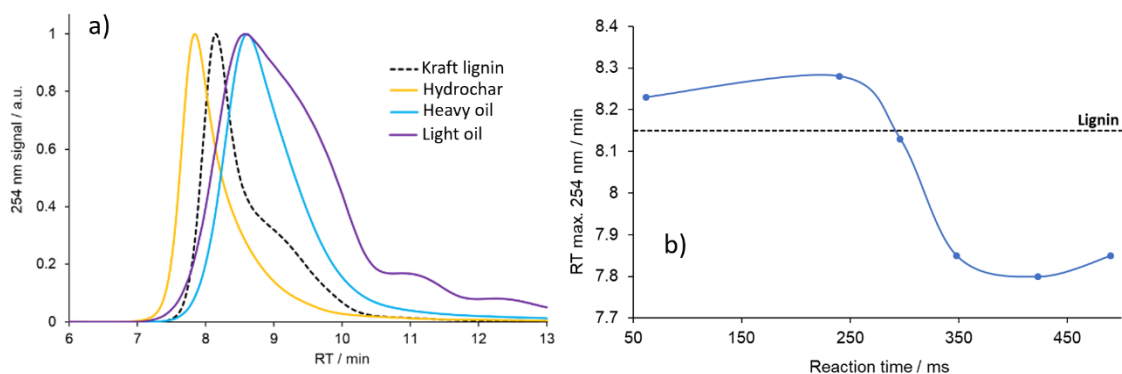 a)
254 nm signal / a.u.
1
0.8
0.6
0.4
0.2
0
6 7 8 9 10 11 12 13
RT / min
Kraft lignin
Hydrochar
Heavy oil
Light oil
b)
RT max. 254 nm / min
8.4
8.3
8.2
8.1
8
7.9
7.8
7.7
50 150 250 350 450
Reaction time / ms
Lignin